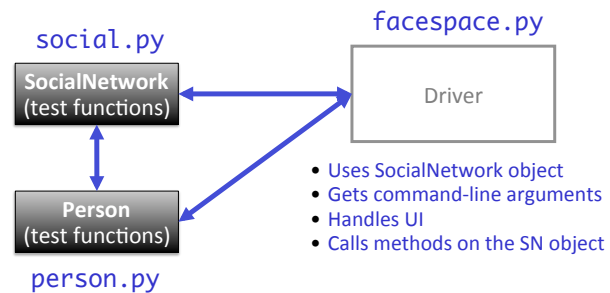 social.py
SocialNetwork
(test functions)
facespace.py
Driver
Person
(test functions)
person.py
• Uses SocialNetwork object
• Gets command-line arguments
• Handles UI
• Calls methods on the SN object